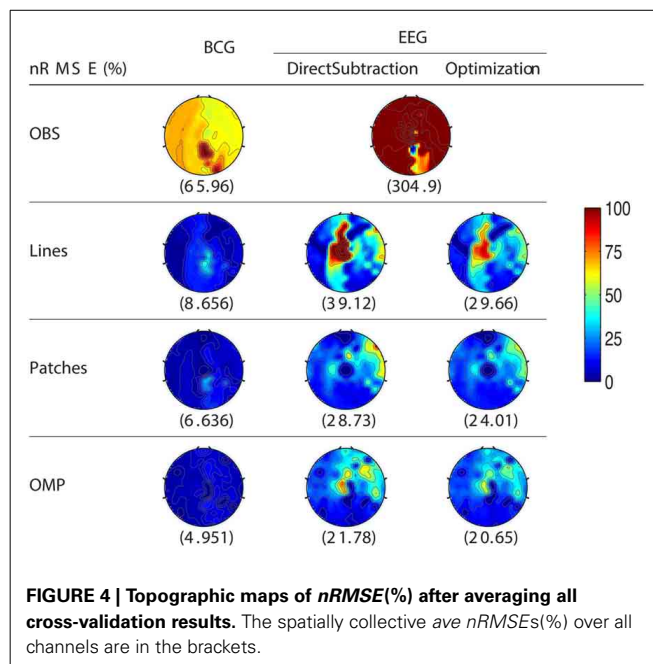 BCG EEG
nR MS E (%) DirectSubtraction Optimization
OBS
(65.96) (304.9)
Lines
(8.656) (39.12) (29.66)
Patches
(6.636) (28.73) (24.01)
OMP
(4.951) (21.78) (20.65)
100
75
50
25
0
FIGURE 4 | Topographic maps of nRMSE(%) after averaging all
cross-validation results. The spatially collective ave nRMSEs(%) over all
channels are in the brackets.